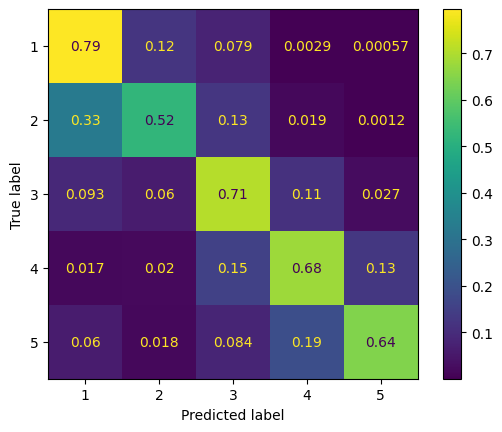 1 0.79 0.12 0.079 0.0029 0.00057
2 0.33 0.52 0.13 0.019 0.0012
3 0.093 0.06 0.71 0.11 0.027
4 0.017 0.02 0.15 0.68 0.13
5 0.06 0.018 0.084 0.19 0.64
1 2 3 4 5
Predicted label
True label
0.7
0.6
0.5
0.4
0.3
0.2
0.1